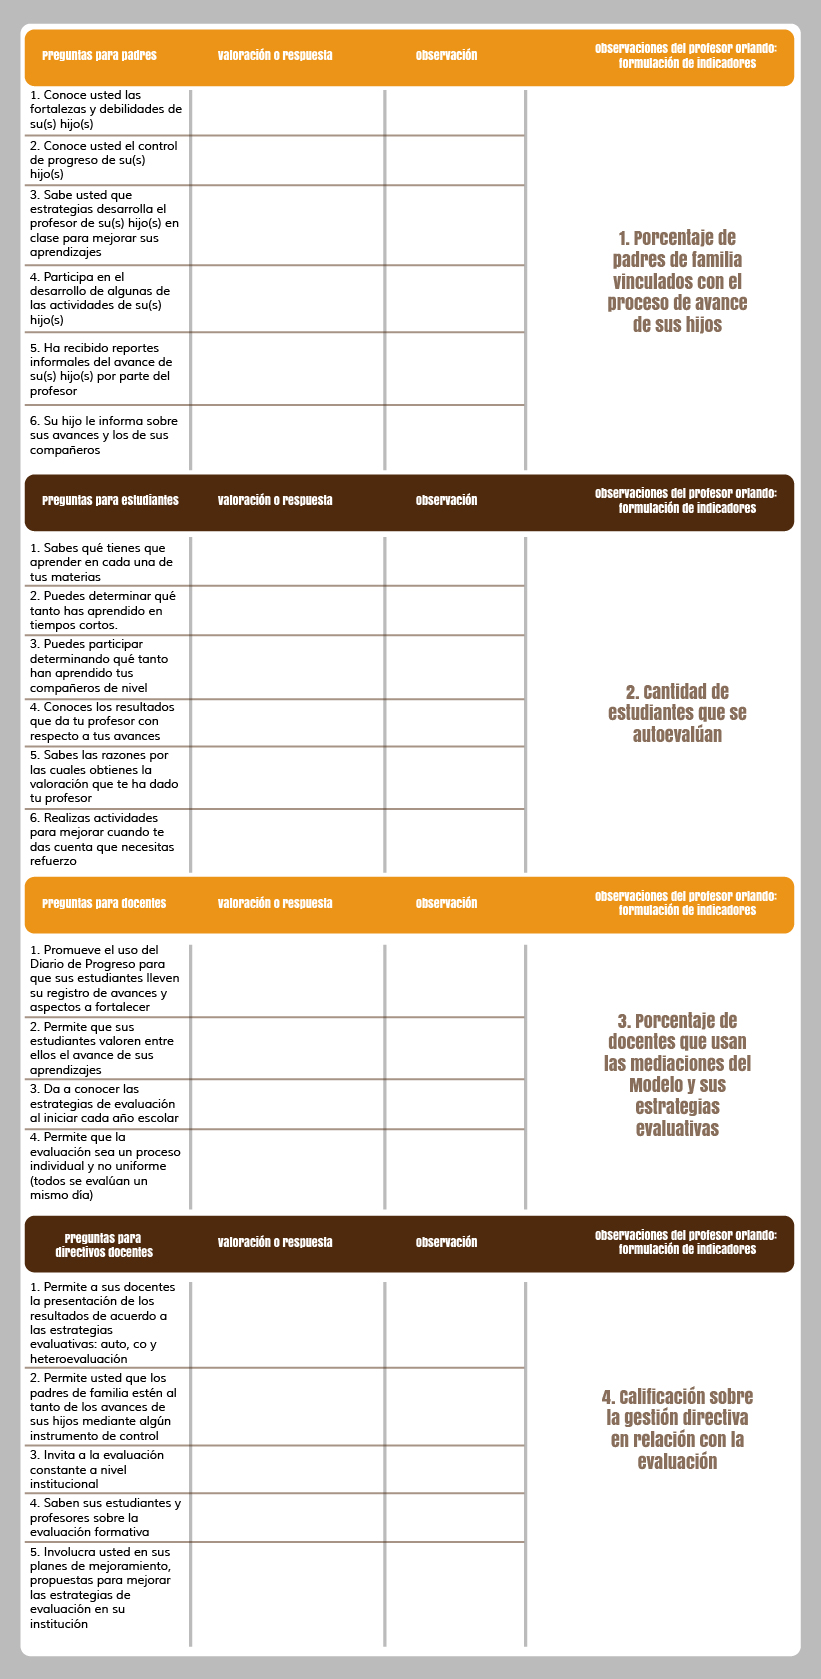 Preguntas para padres
valoración o respuesta
observación
observaciones del profesor orlando:
formulación de indicadores
1. Conoce usted las
fortalezas y debilidades de
su(s) hijo(s)
2. Conoce usted el control
de progreso de su(s)
hijo(s)
3. Sabe usted que
estrategias desarrolla el
profesor de su(s) hijo(s) en
clase para mejorar sus
aprendizajes
4. Participa en el
desarrollo de algunas de
las actividades de su(s)
hijo(s)
5. Ha recibido reportes
informales del avance de
su(s) hijo(s) por parte del
profesor
6. Su hijo le informa sobre
sus avances y los de sus
compañeros
1. Porcentaje de
padres de familia
vinculados con el
proceso de avance
de sus hijos
Preguntas para estudiantes
valoración o respuesta
observación
observaciones del profesor orlando:
formulación de indicadores
1. Sabes qué tienes que
aprender en cada una de
tus materias
2. Puedes determinar qué
tanto has aprendido en
tiempos cortos.
3. Puedes participar
determinando qué tanto
han aprendido tus
compañeros de nivel
4. Conoces los resultados
que da tu profesor con
respecto a tus avances
5. Sabes las razones por
las cuales obtienes la
valoración que te ha dado
tu profesor
6. Realizas actividades
para mejorar cuando te
das cuenta que necesitas
refuerzo
2. Cantidad de
estudiantes que se
autoevalúan
Preguntas para docentes
valoración o respuesta
observación
observaciones del profesor orlando:
formulación de indicadores
1. Promueve el uso del
Diario de Progreso para
que sus estudiantes lleven
su registro de avances y
aspectos a fortalecer
2. Permite que sus
estudiantes valoren entre
ellos el avance de sus
aprendizajes
3. Da a conocer las
estrategias de evaluación
al iniciar cada año escolar
4. Permite que la
evaluación sea un proceso
individual y no uniforme
(todos se evalúan un
mismo día)
3. Porcentaje de
docentes que usan
las mediaciones del
Modelo y sus
estrategias
evaluativas
Preguntas para
directivos docentes
valoración o respuesta
observación
observaciones del profesor orlando:
formulación de indicadores
1. Permite a sus docentes
la presentación de los
resultados de acuerdo a
las estrategias
evaluativas: auto, co y
heteroevaluación
2. Permite usted que los
padres de familia estén al
tanto de los avances de
sus hijos mediante algún
instrumento de control
3. Invita a la evaluación
constante a nivel
institucional
4. Saben sus estudiantes y
profesores sobre la
evaluación formativa
5. Involucra usted en sus
planes de mejoramiento,
propuestas para mejorar
las estrategias de
evaluación en su
institución
4. Calificación sobre
la gestión directiva
en relación con la
evaluación